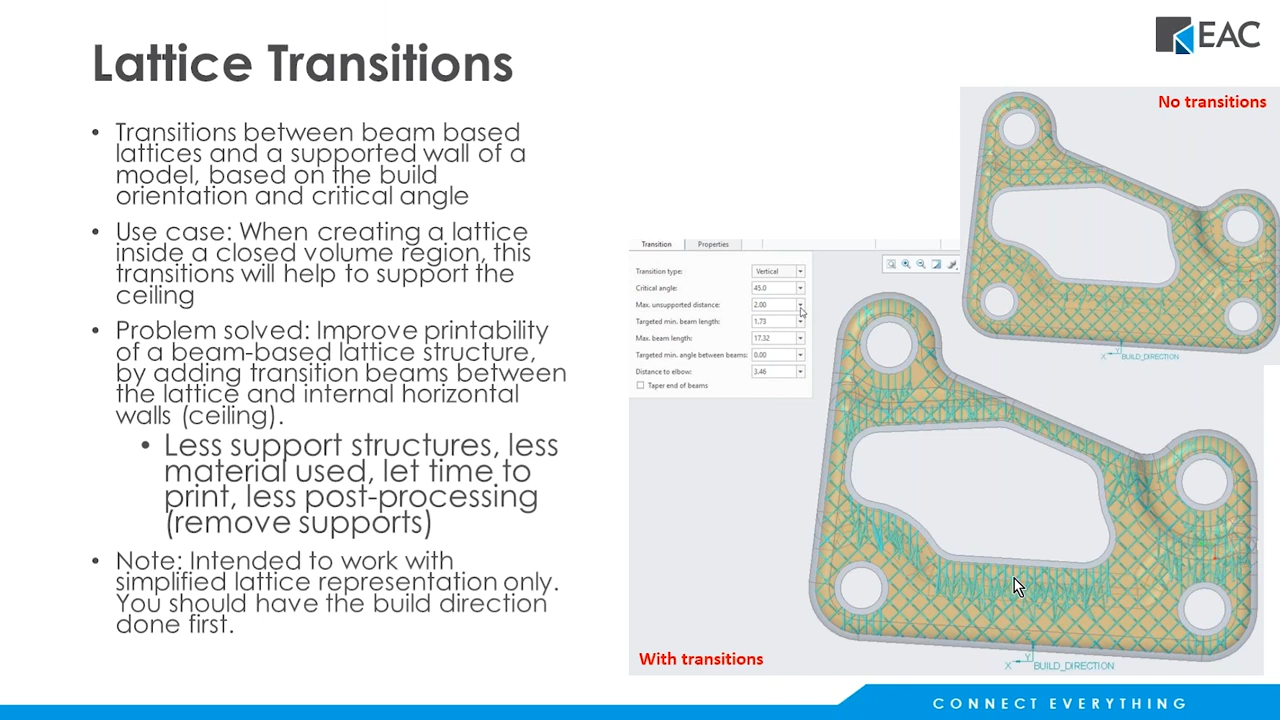 EAC
Lattice Transitions
• Transitions between beam based
lattices and a supported wall of a
model, based on the build
orientation and critical angle
• Use case: When creating a lattice
inside a closed volume region, this
transitions will help to support the
ceiling
• Problem solved: Improve printability
of a beam-based lattice structure,
by adding transition beams between
the lattice and internal horizontal
walls (ceiling).
• Less support structures, less
material used, let time to
print, less post-processing
(remove supports)
• Note: Intended to work with
simplified lattice representation only.
You should have the build direction
done first.
No transitions
X Y BUILD_DIRECTION
Transition Properties
Transition type: Vertical
Critical angle: 45.0
Max. unsupported distance: 2.00
Targeted min. beam length: 1.73
Max. beam length: 17.32
Targeted min. angle between beams: 0.00
Distance to elbow: 3.46
Taper end of beams
With transitions
X Y BUILD_DIRECTION
CONNECT EVERYTHING